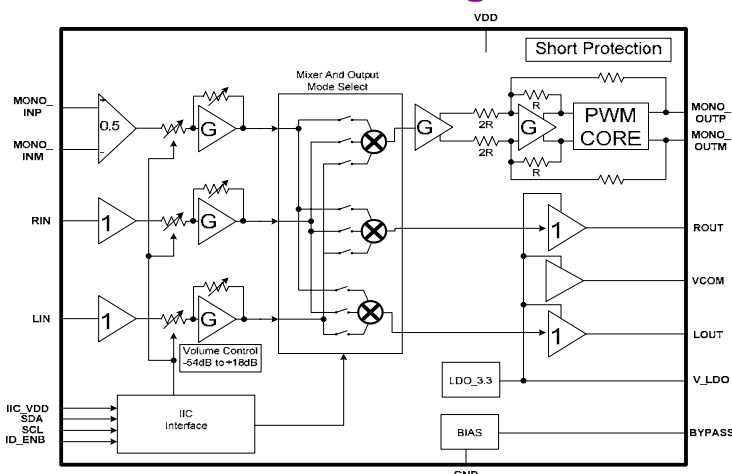 VDD
Short Protection
Mixer And Output
Mode Select
MONO_
INP
+
0.5
-
MONO_
INM
G
G
2R
2R
R
G
R
PWM
CORE
MONO_
OUTP
MONO_
OUTM
RIN
1
G
1
ROUT
VCOM
LIN
1
G
1
LOUT
Volume Control
-54dB to +18dB
LDO_3.3
V_LDO
IIC_VDD
SDA
SCL
ID_ENB
IIC
Interface
BIAS
BYPASS
GND